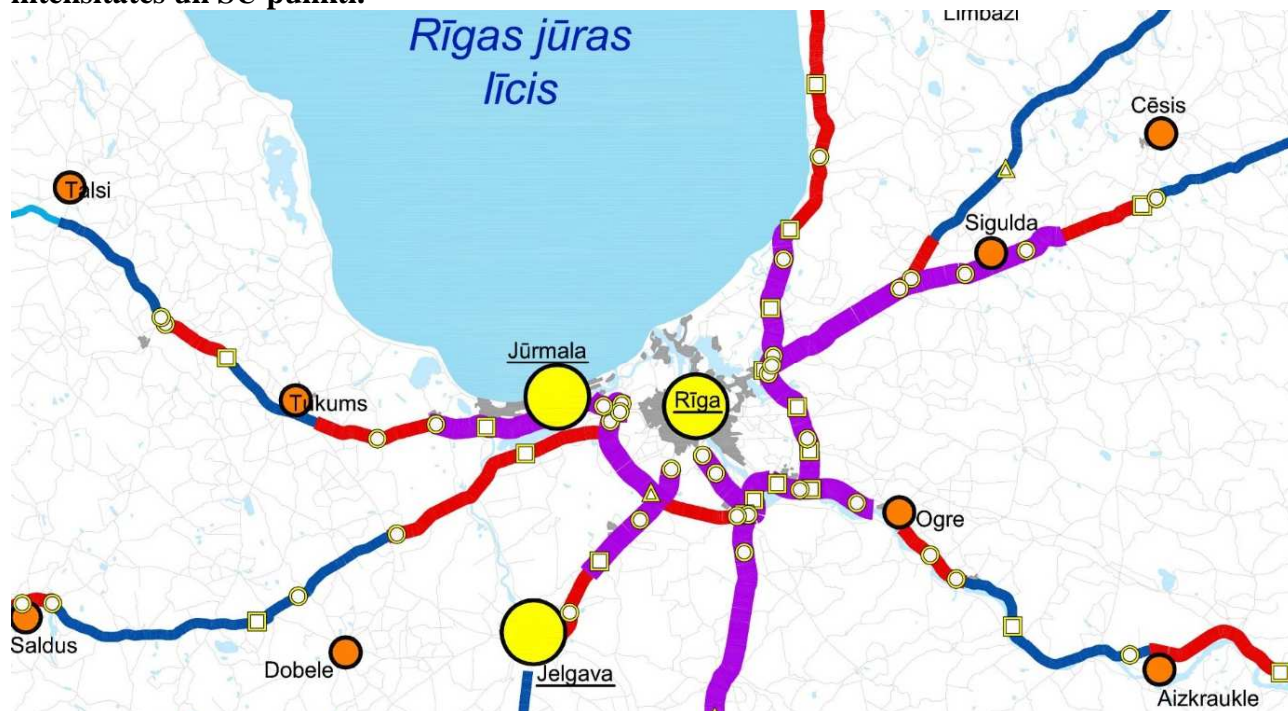 intensitātes un SC punkti.
Limbaži
Rīgas jūras
līcis
Cēsis
Talsi
Sigulda
Jūrmala
Rīga
Tukums
Ogre
Saldus
Dobele
Jelgava
Aizkraukle